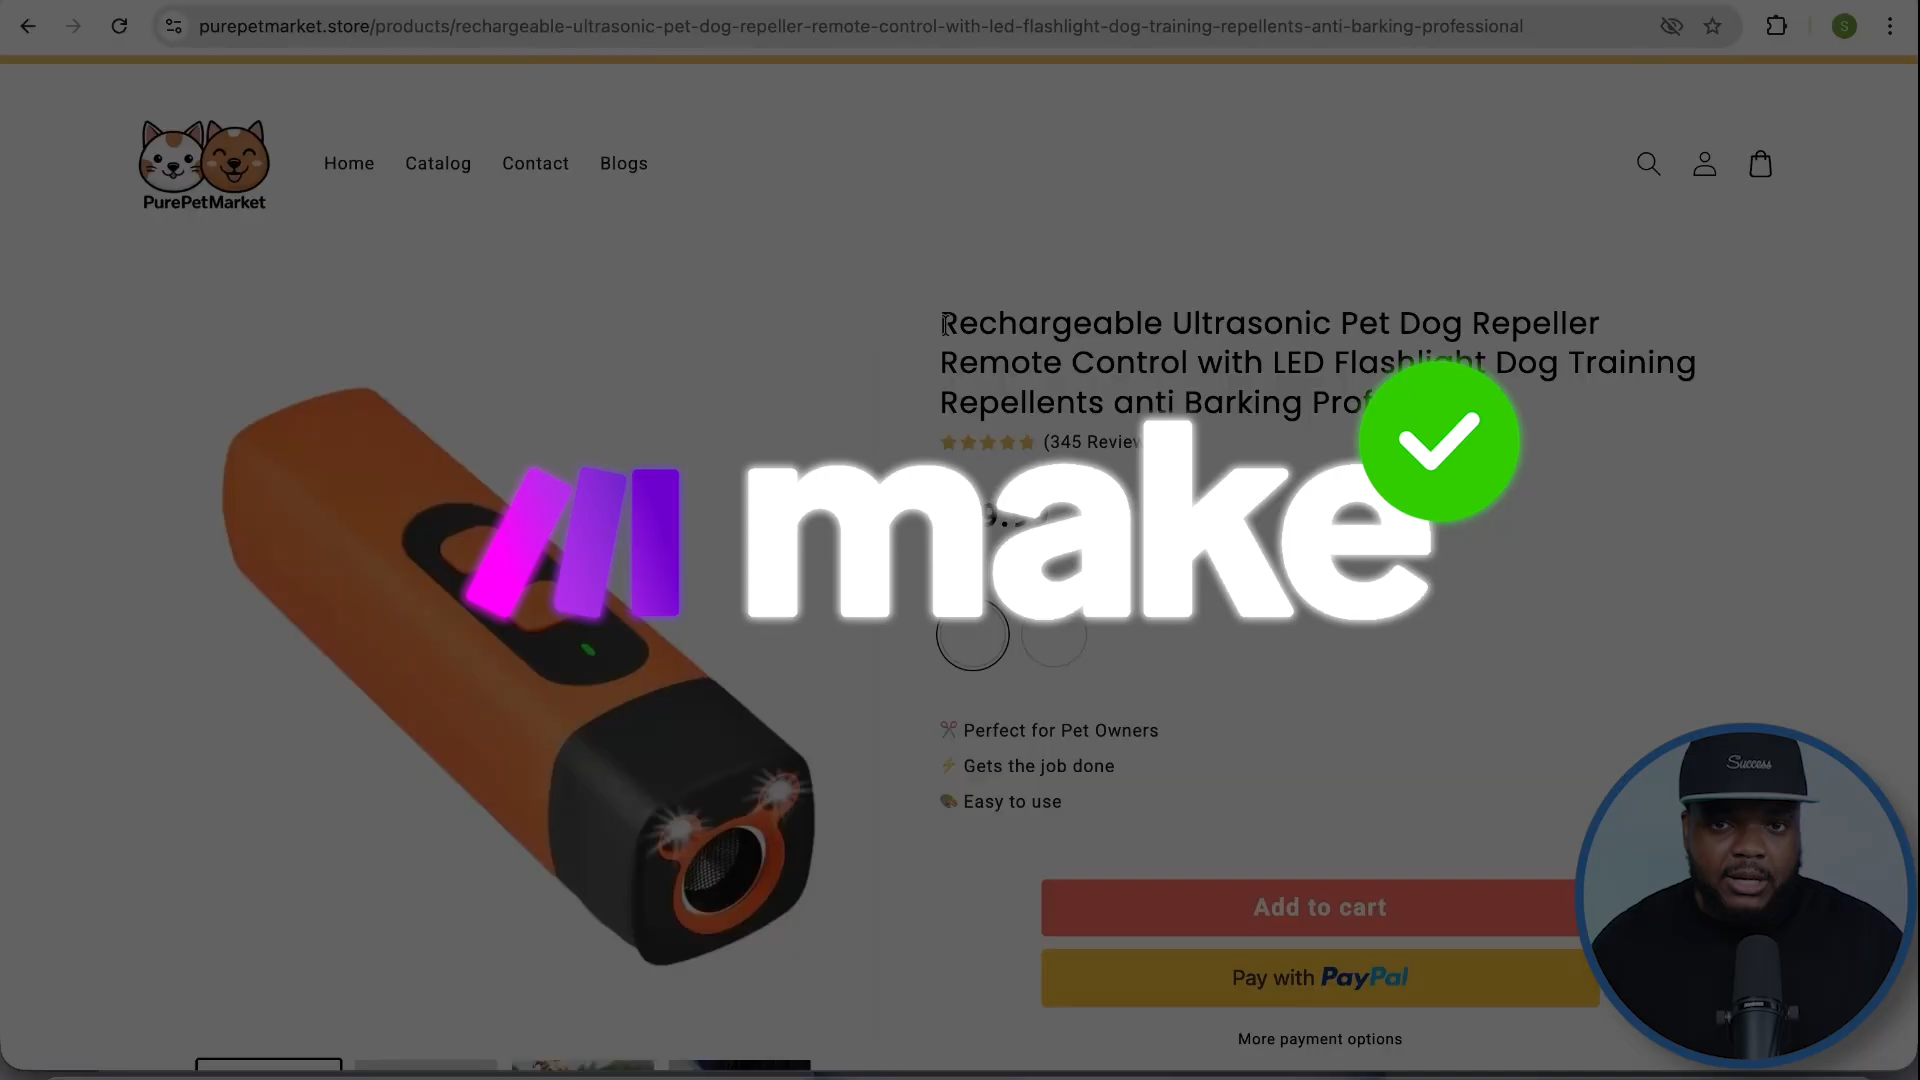 purepetmarket.store/products/rechargeable-ultrasonic-pet-dog-repeller-remote-control-with-led-flashlight-dog-training-repellents-anti-barking-professional
S
PurePetMarket
Home
Catalog
Contact
Blogs
Rechargeable Ultrasonic Pet Dog Repeller
Remote Control with LED Flashlight Dog Training
Repellents anti Barking
(345
make
Perfect for Pet Owners
Gets the job done
Easy to use
Success
Add to cart
Pay with PayPal
More payment options